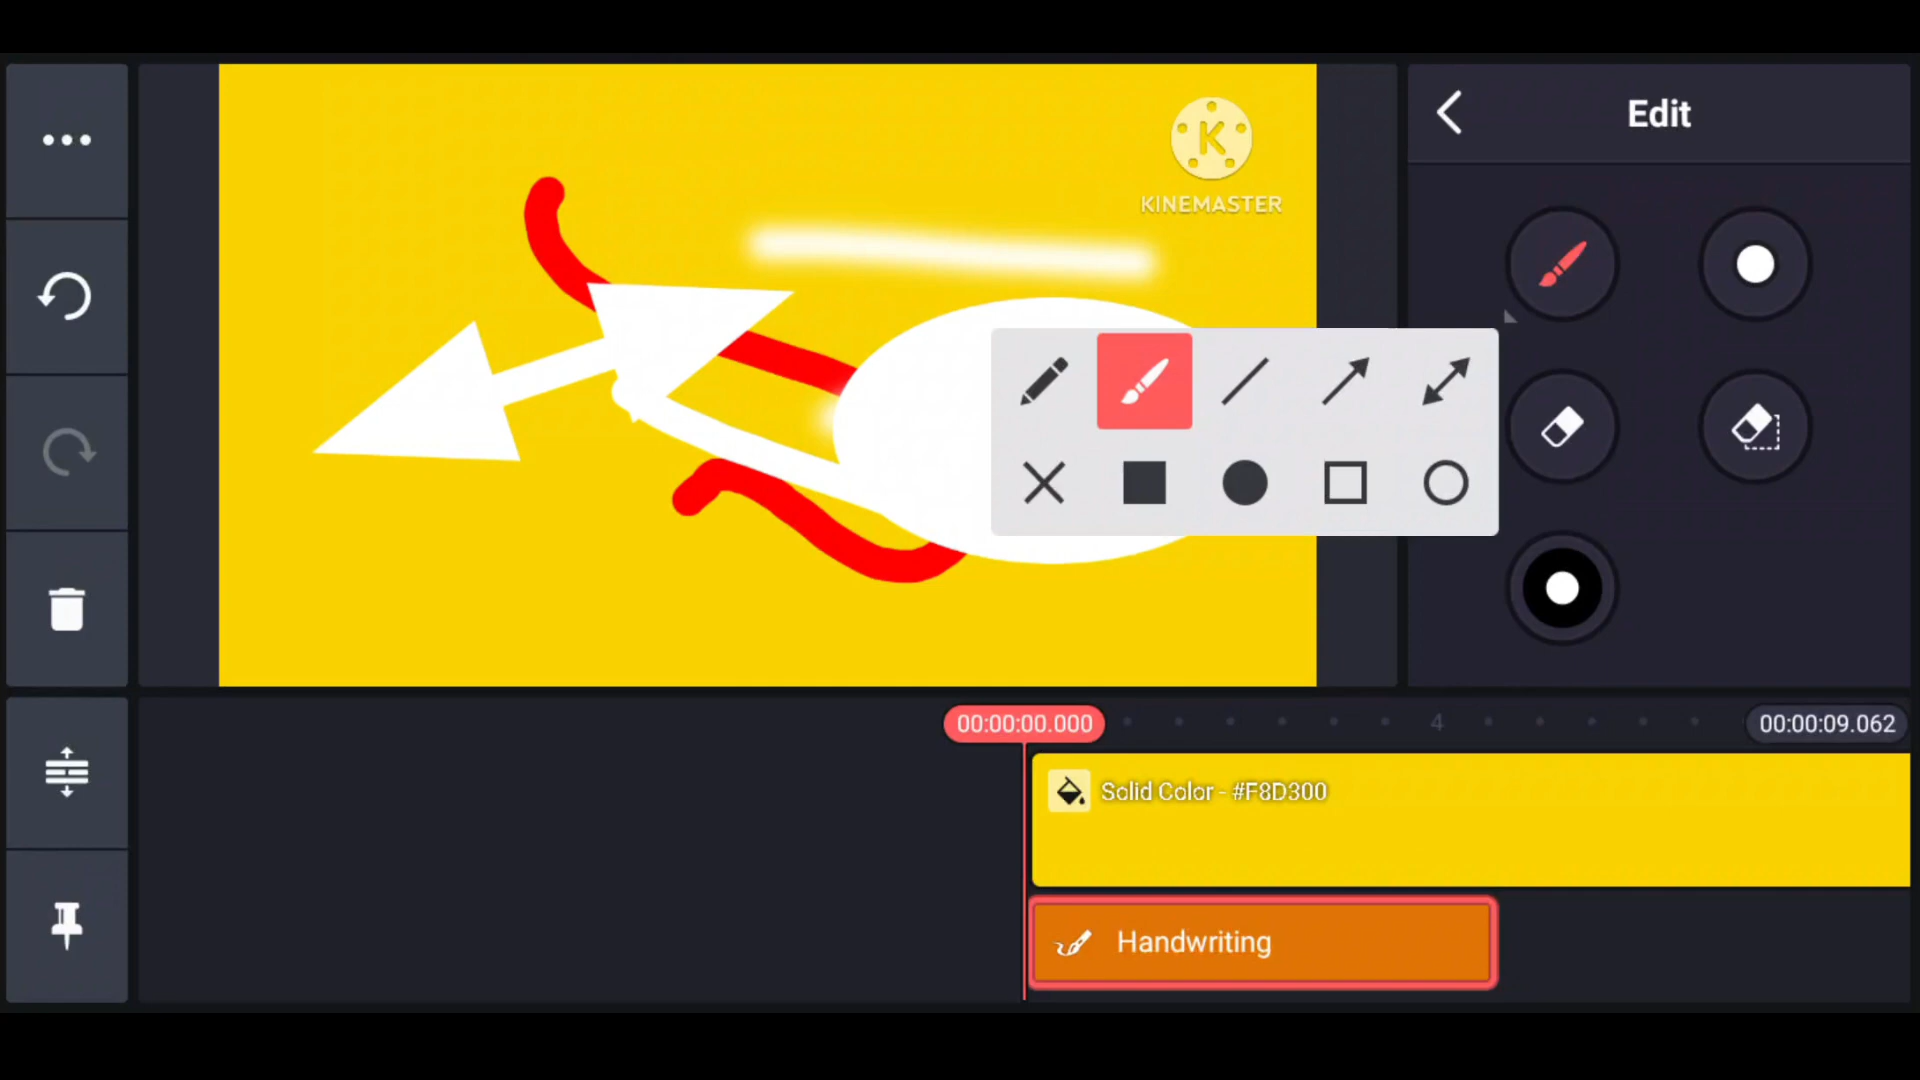 Edit
K
KINEMASTER
00:00:00.000
4
00:00:09.062
Solid Color - #F8D300
Handwriting